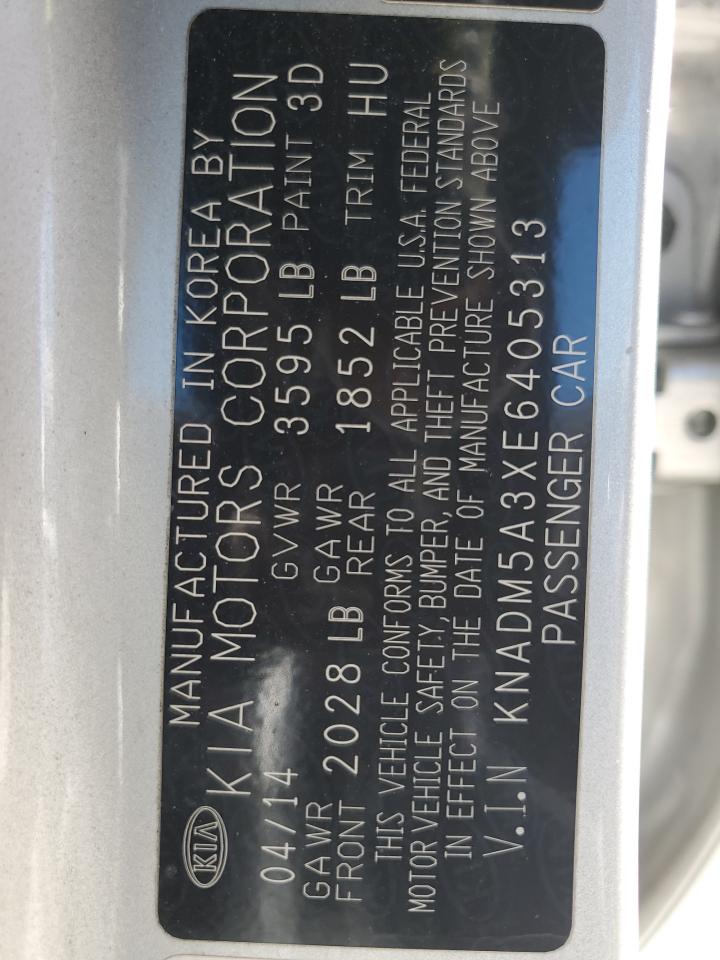 KIA
MANUFACTURED IN KOREA BY
KIA MOTORS CORPORATION
04/14 GVWR 3595 LB PAINT 3D
GAWR FRONT 2028 LB GAWR REAR 1852 LB TRIM HU
THIS VEHICLE CONFORMS TO ALL APPLICABLE U.S.A. FEDERAL
MOTOR VEHICLE SAFETY, BUMPER, AND THEFT PREVENTION STANDARDS
IN EFFECT ON THE DATE OF MANUFACTURE SHOWN ABOVE
V.I.N KNADM5A3XE6405313
PASSENGER CAR